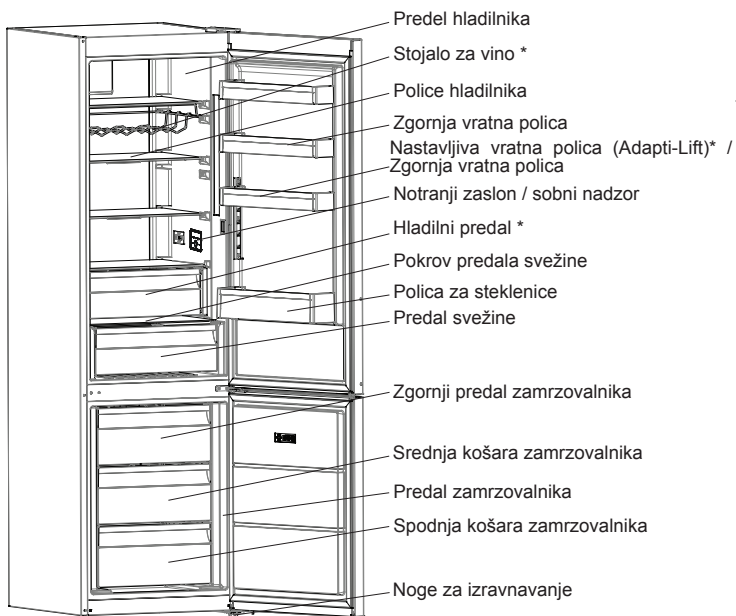 Predel hladilnika
Stojalo za vino *
Police hladilnika
Zgornja vratna polica
Nastavljiva vratna polica (Adapti-Lift)* /
Zgornja vratna polica
Notranji zaslon / sobni nadzor
Hladilni predal *
Pokrov predala svežine
Polica za steklenice
Predal svežine
Zgornji predal zamrzovalnika
Srednja košara zamrzovalnika
Predal zamrzovalnika
Spodnja košara zamrzovalnika
Noge za izravnavanje